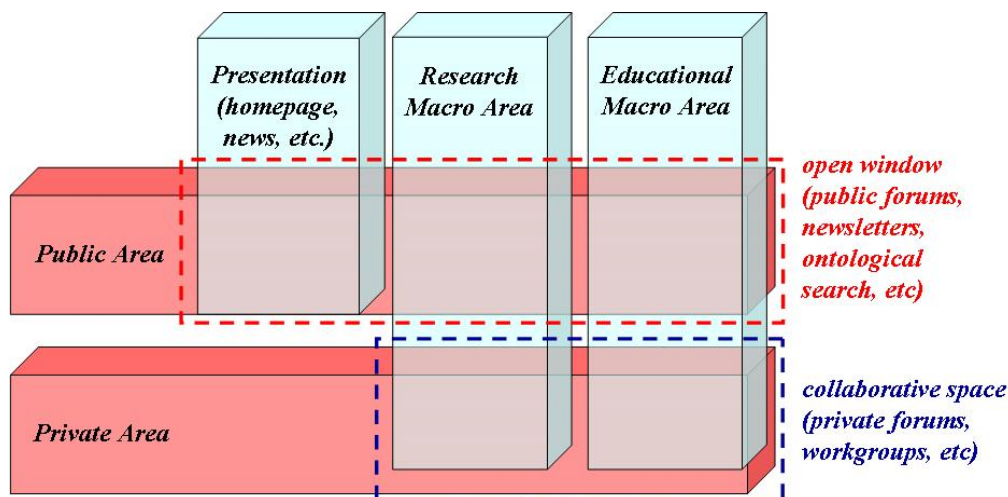 Presentation
(homepage,
news, etc.)
Research
Macro Area
Educational
Macro Area
open window
(public forums,
newsletters,
ontological
search, etc)
Public Area
collaborative space
(private forums,
workgroups, etc)
Private Area